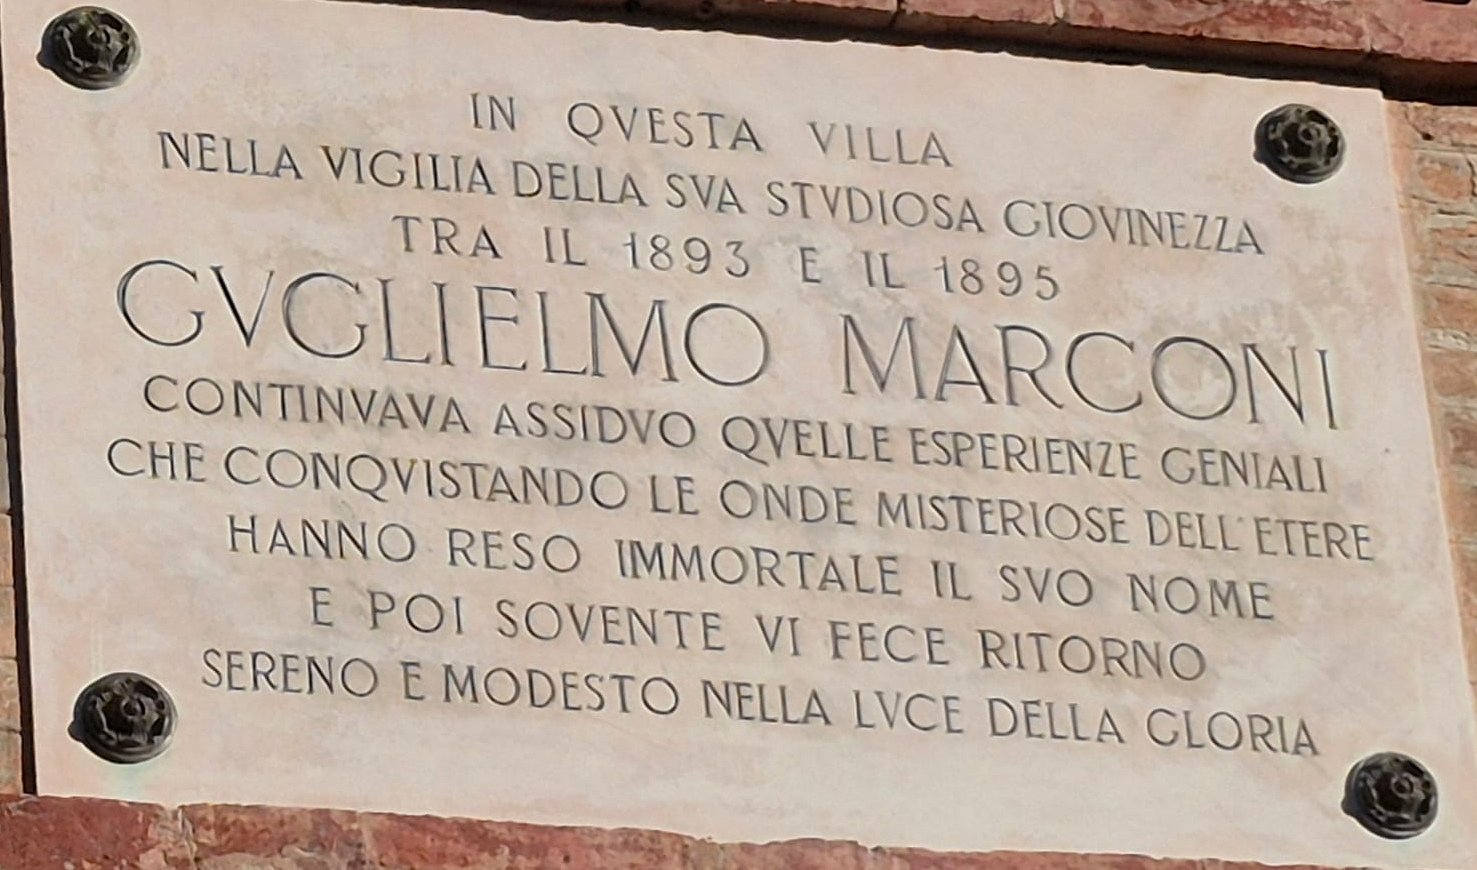 IN QVESTA VILLA
NELLA VIGILIA DELLA SVA STVDIOSA GIOVINEZZA
TRA IL 1893 E IL 1895
GVGLIELMO MARCONI
CONTINVAVA ASSIDVO QVELLE ESPERIENZE GENIALI
CHE CONQVISTANDO LE ONDE MISTERIOSE DELL'ETERE
HANNO RESO IMMORTALE IL SVO NOME
E POI SOVENTE VI FECE RITORNO
SERENO E MODESTO NELLA LVCE DELLA GLORIA